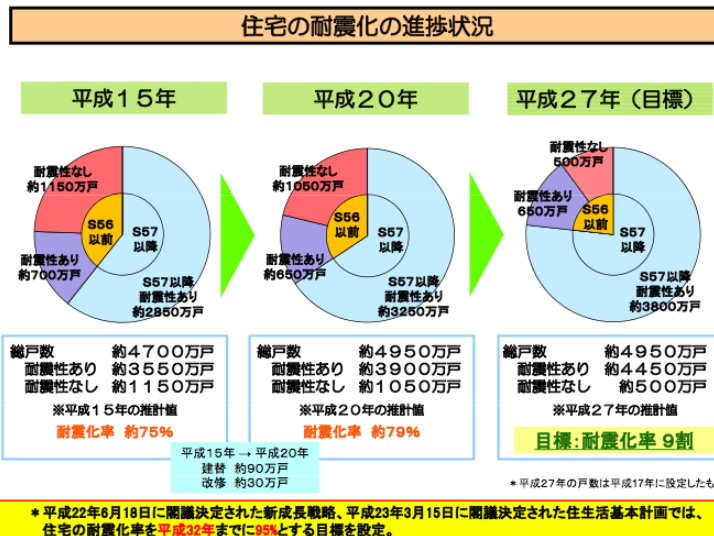 住宅の耐震化の進捗状況
平成15年
平成20年
平成27年（目標）
耐震性なし
約1150万戸
S56
以前
S57
以降
耐震性あり
約700万戸
S57以降
耐震性あり
約2850万戸
耐震性なし
約1050万戸
S56
以前
S57
以降
耐震性あり
約650万戸
S57以降
耐震性あり
約3250万戸
耐震性なし
500万戸
耐震性あり
650万戸
S56
以前
S57
以降
S57以降
耐震性あり
約3800万戸
総戸数 約4700万戸
耐震性あり 約3550万戸
耐震性なし 約1150万戸
※平成15年の推計値
耐震化率 約75%
総戸数 約4950万戸
耐震性あり 約3900万戸
耐震性なし 約1050万戸
※平成20年の推計値
耐震化率 約79%
総戸数 約4950万戸
耐震性あり 約4450万戸
耐震性なし 約500万戸
※平成27年の推計値
目標：耐震化率 9割
平成15年 → 平成20年
建替 約90万戸
改修 約30万戸
＊平成27年の戸数は平成17年に設定したも
＊平成22年6月18日に閣議決定された新成長戦略、平成23年3月15日に閣議決定された住生活基本計画では、
住宅の耐震化率を平成32年までに95%とする目標を設定。